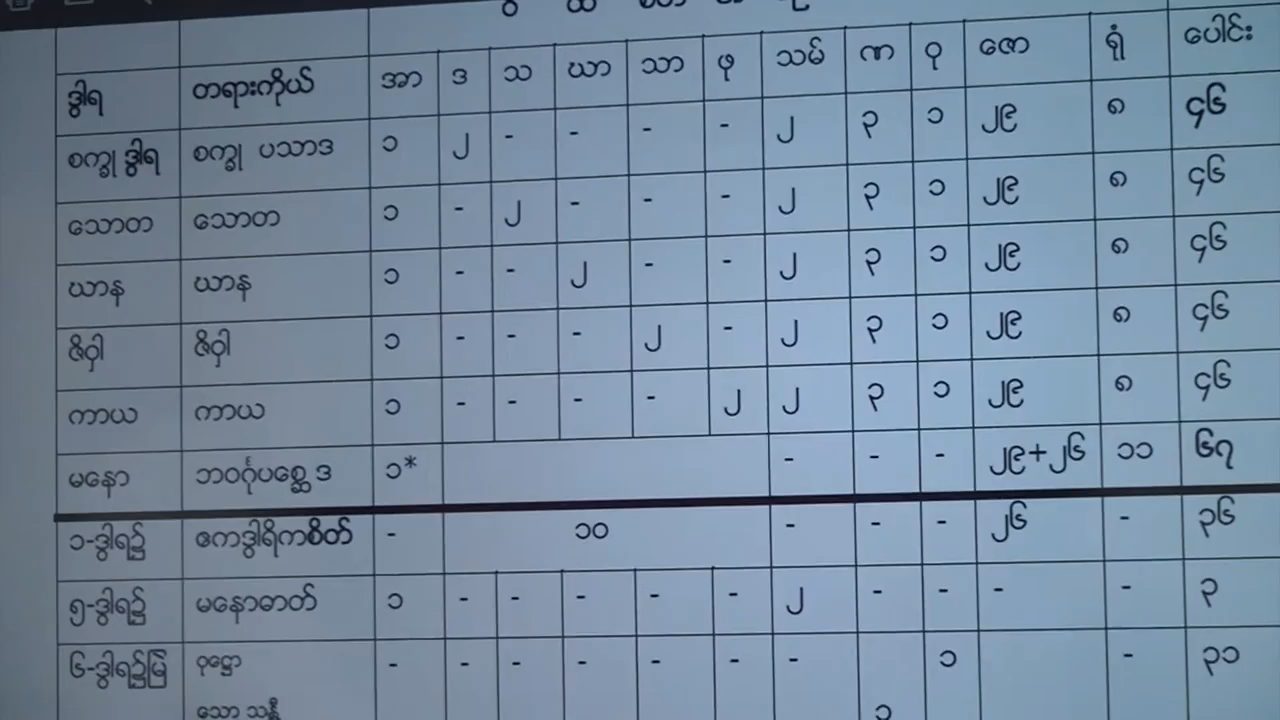 ဒွါရ တရားကိုယ် အာ ဒ သ ဃာ သာ ဖု သမ် ဏ ဝု ဇော ရုံ ပေါင်း
စက္ခုဒွါရ စက္ခု ပသာဒ ၁ ၂ - - - - ၂ ၃ ၁ ၂၉ ၈ ၄၆
သောတ သောတ ၁ - ၂ - - - ၂ ၃ ၁ ၂၉ ၈ ၄၆
ဃာန ဃာန ၁ - - ၂ - - ၂ ၃ ၁ ၂၉ ၈ ၄၆
ဇိဝှါ ဇိဝှါ ၁ - - - ၂ - ၂ ၃ ၁ ၂၉ ၈ ၄၆
ကာယ ကာယ ၁ - - - - ၂ ၂ ၃ ၁ ၂၉ ၈ ၄၆
မနော ဘဝင်္ဂုပစ္ဆေဒ ၁* - - - ၂၉+၂၆ ၁၁ ၆၇
၁-ဒွါရ၌ ဧကဒွါရိကစိတ် - ၁၀ - - - ၂၆ - ၃၆
၅-ဒွါရ၌ မနောဓာတ် ၁ - - - - - ၂ - - - - ၃
၆-ဒွါရ၌မြဲ ဝုဋ္ဌော - - - - - - - ၁ - ၃၁
သော သန္တီ ၁